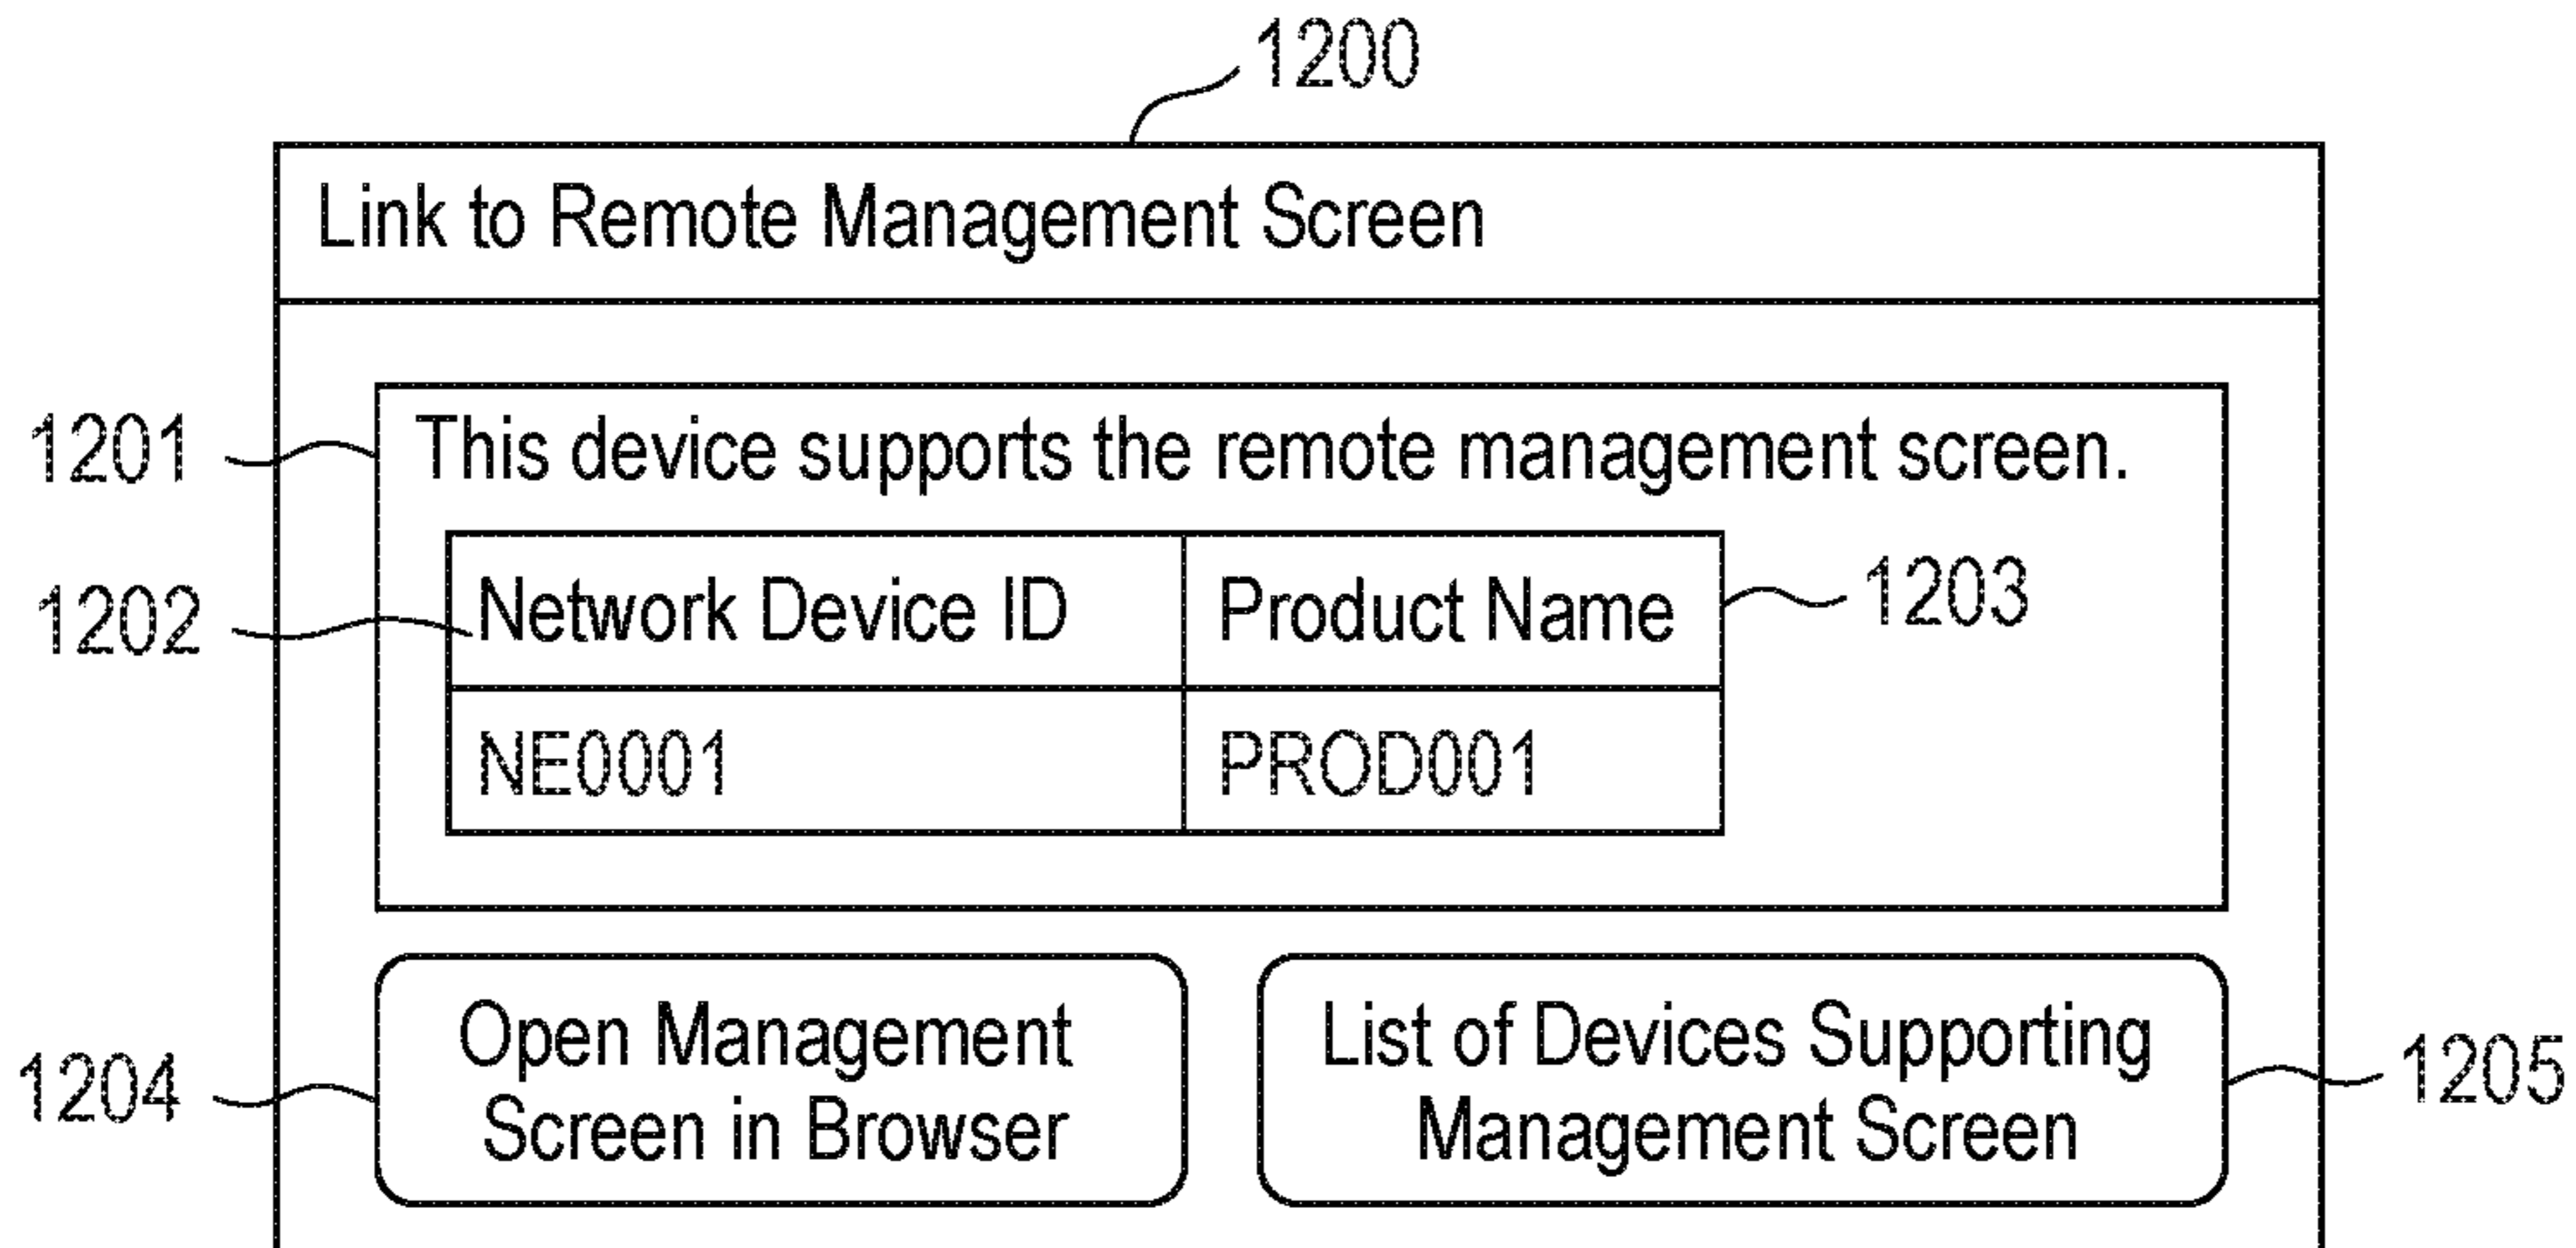 1200
Link to Remote Management Screen
1201
This device supports the remote management screen.
1202
Network Device ID
Product Name
1203
NE0001
PROD001
1204
Open Management
Screen in Browser
List of Devices Supporting
Management Screen
1205